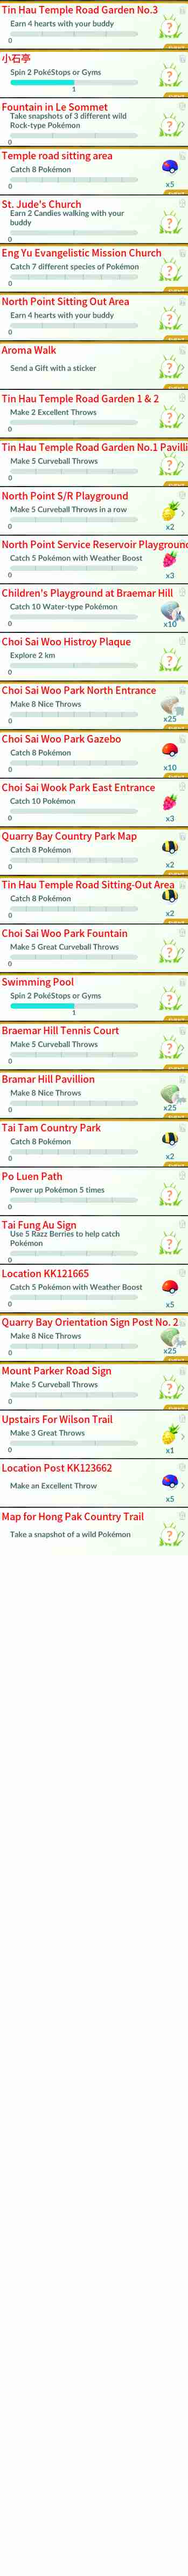 Tin Hau Temple Road Garden No.3
Earn 4 hearts with your buddy
0
小石亭
Spin 2 PokéStops or Gyms
1
Fountain in Le Sommet
Take snapshots of 3 different wild
Rock-type Pokémon
0
Temple road sitting area
Catch 8 Pokémon
0
x5
St. Jude's Church
Earn 2 Candies walking with your
buddy
0
Eng Yu Evangelistic Mission Church
Catch 7 different species of Pokémon
0
North Point Sitting Out Area
Earn 4 hearts with your buddy
0
Aroma Walk
Send a Gift with a sticker
Tin Hau Temple Road Garden 1 & 2
Make 2 Excellent Throws
0
Tin Hau Temple Road Garden No.1 Pavilli
Make 5 Curveball Throws
0
North Point S/R Playground
Make 5 Curveball Throws in a row
0
x2
North Point Service Reservoir Playground
Catch 5 Pokémon with Weather Boost
0
x3
Children's Playground at Braemar Hill
Catch 10 Water-type Pokémon
0
x10
Choi Sai Woo Histroy Plaque
Explore 2 km
0
Choi Sai Woo Park North Entrance
Make 8 Nice Throws
0
x25
Choi Sai Woo Park Gazebo
Catch 8 Pokémon
0
x10
Choi Sai Wook Park East Entrance
Catch 10 Pokémon
0
x3
Quarry Bay Country Park Map
Catch 8 Pokémon
0
x2
Tin Hau Temple Road Sitting-Out Area
Catch 8 Pokémon
0
x2
Choi Sai Woo Park Fountain
Make 5 Great Curveball Throws
0
Swimming Pool
Spin 2 PokéStops or Gyms
1
Braemar Hill Tennis Court
Make 5 Curveball Throws
0
Bramar Hill Pavillion
Make 8 Nice Throws
0
x25
Tai Tam Country Park
Catch 8 Pokémon
0
x2
Po Luen Path
Power up Pokémon 5 times
0
Tai Fung Au Sign
Use 5 Razz Berries to help catch
Pokémon
0
Location KK121665
Catch 5 Pokémon with Weather Boost
0
x5
Quarry Bay Orientation Sign Post No. 2
Make 8 Nice Throws
0
x25
Mount Parker Road Sign
Make 5 Curveball Throws
0
Upstairs For Wilson Trail
Make 3 Great Throws
0
x1
Location Post KK123662
Make an Excellent Throw
x5
Map for Hong Pak Country Trail
Take a snapshot of a wild Pokémon